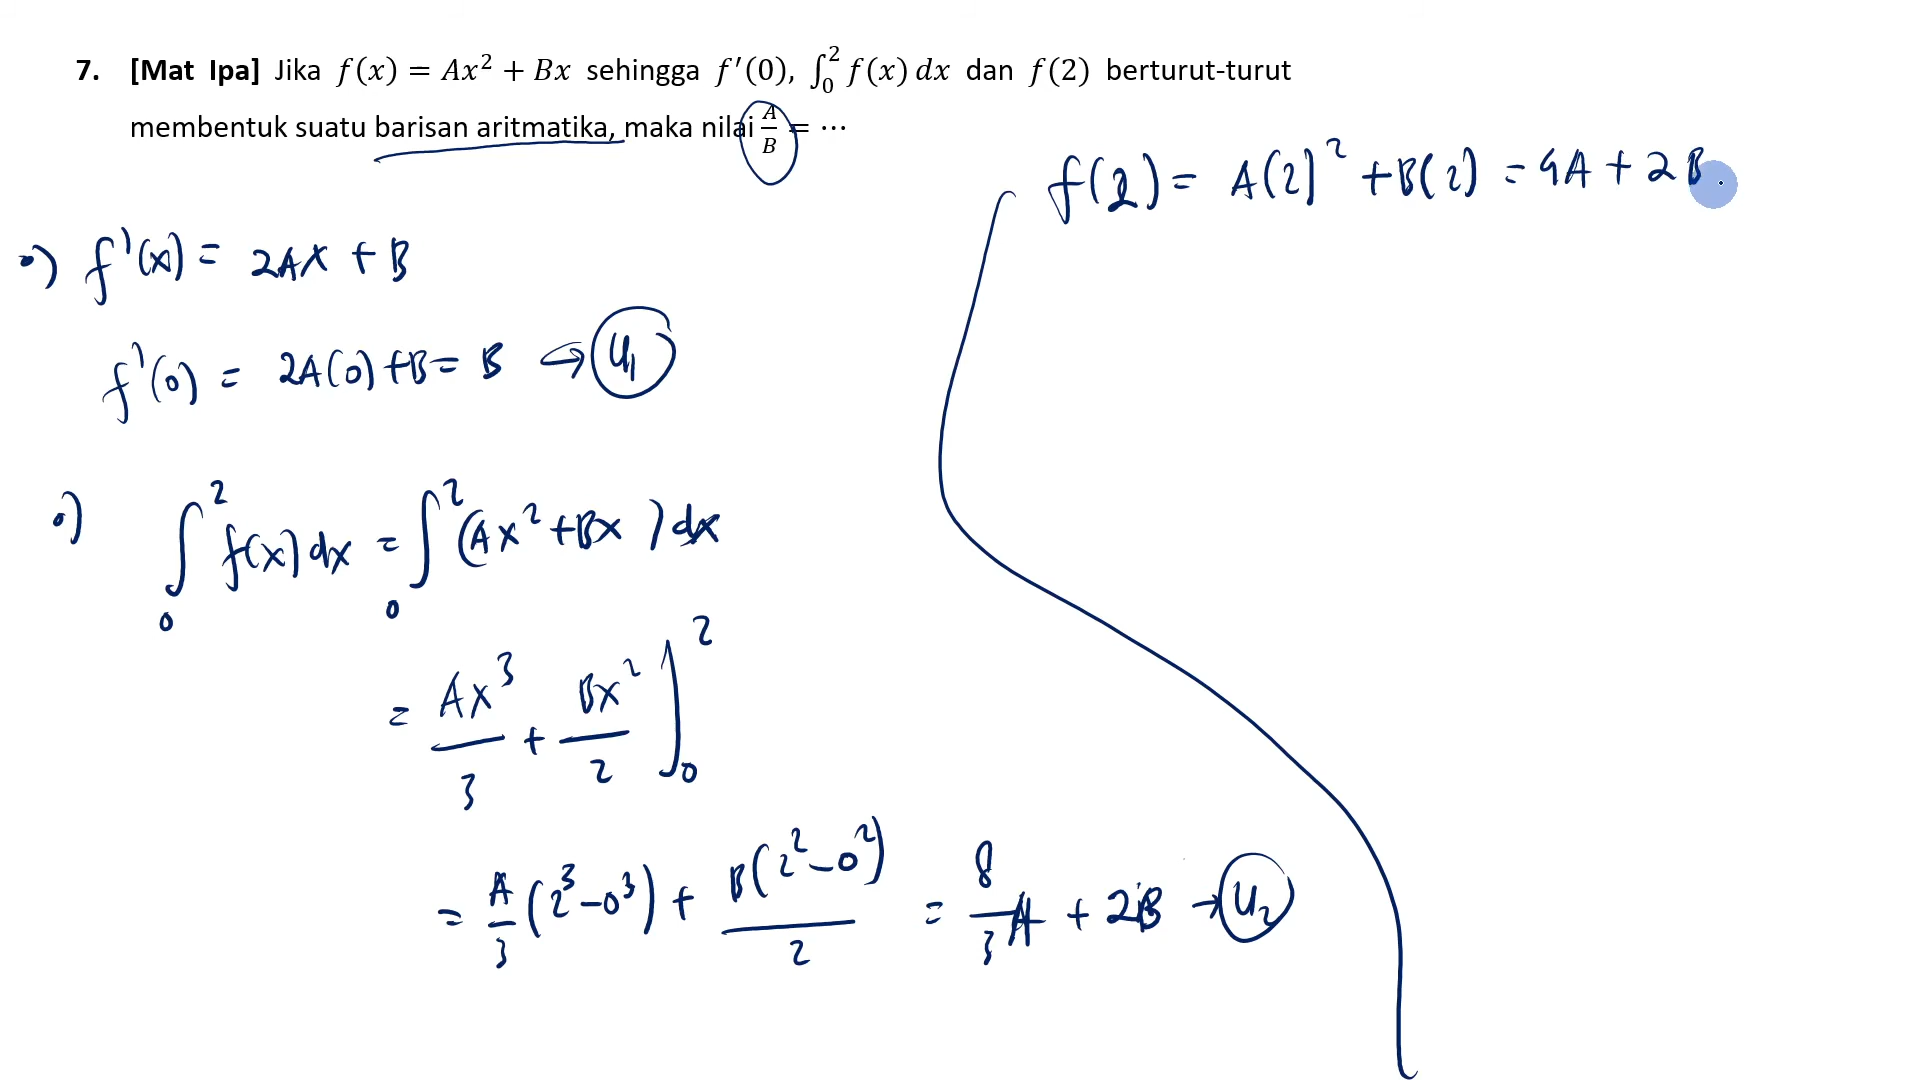 7. [Mat Ipa] Jika f(x) = Ax² + Bx sehingga f′(0), ∫₀² f(x) dx dan f(2) berturut-turut
membentuk suatu barisan aritmatika, maka nilai A/B = ⋯
f(2) = A(2)² + B(2) = 4A + 2B
•) f'(x) = 2Ax + B
f'(0) = 2A(0) + B = B → U₁
•) ∫₀² f(x) dx = ∫₀² (Ax² + Bx) dx
= Ax³/3 + Bx²/2 ]₀²
= A/3 (2³ - 0³) + B(2² - 0²)/2 = 8/3 A + 2B → U₂